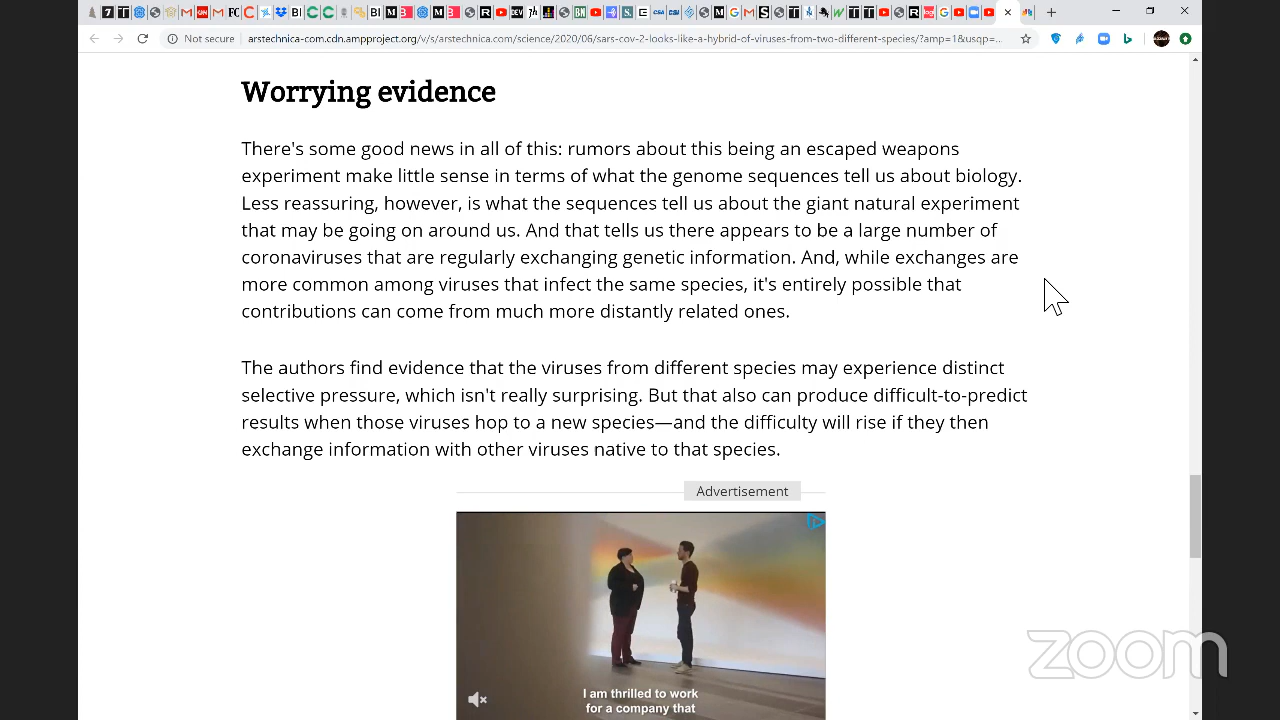 Not secure
arstechnica-com.cdn.ampproject.org/v/s/arstechnica.com/science/2020/06/sars-cov-2-looks-like-a-hybrid-of-viruses-from-two-different-species/?amp=1&usqp=...
Worrying evidence
There's some good news in all of this: rumors about this being an escaped weapons
experiment make little sense in terms of what the genome sequences tell us about biology.
Less reassuring, however, is what the sequences tell us about the giant natural experiment
that may be going on around us. And that tells us there appears to be a large number of
coronaviruses that are regularly exchanging genetic information. And, while exchanges are
more common among viruses that infect the same species, it's entirely possible that
contributions can come from much more distantly related ones.
The authors find evidence that the viruses from different species may experience distinct
selective pressure, which isn't really surprising. But that also can produce difficult-to-predict
results when those viruses hop to a new species—and the difficulty will rise if they then
exchange information with other viruses native to that species.
Advertisement
I am thrilled to work
for a company that
zoom